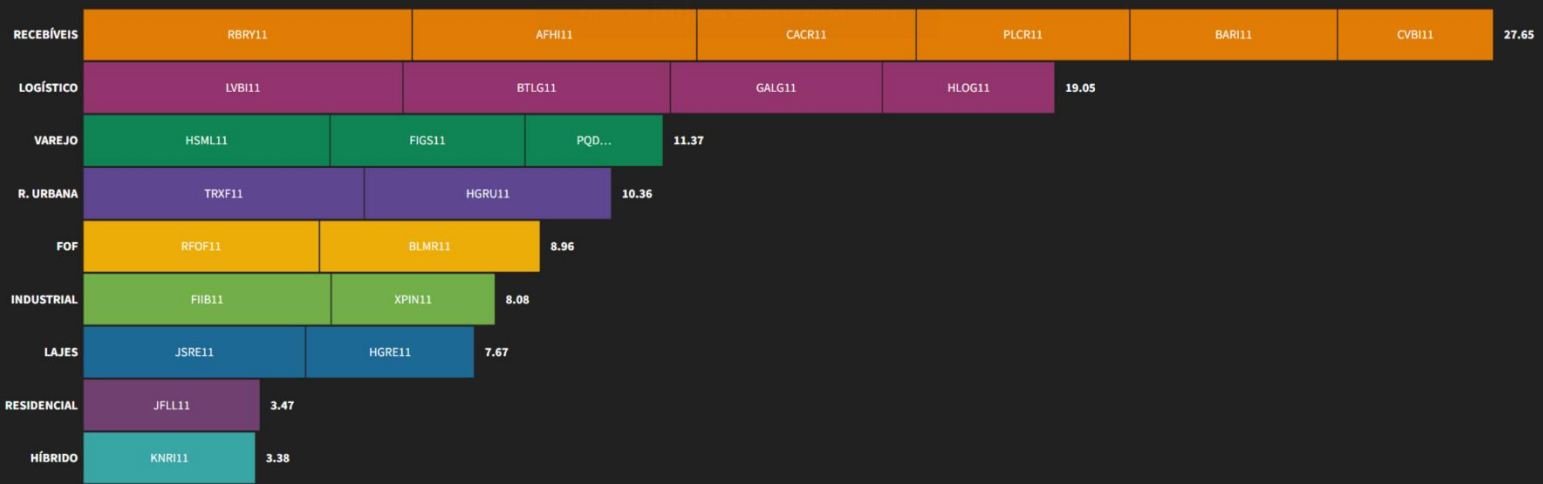 RECEBÍVEIS RBRY11 AFHI11 CACR11 PLCR11 BARI11 CVBI11 27.65
LOGÍSTICO LVBI11 BTLG11 GALG11 HLOG11 19.05
VAREJO HSML11 FIGS11 PQD... 11.37
R. URBANA TRXF11 HGRU11 10.36
FOF RFOF11 BLMR11 8.96
INDUSTRIAL FIIB11 XPIN11 8.08
LAJES JSRE11 HGRE11 7.67
RESIDENCIAL JFLL11 3.47
HÍBRIDO KNRI11 3.38